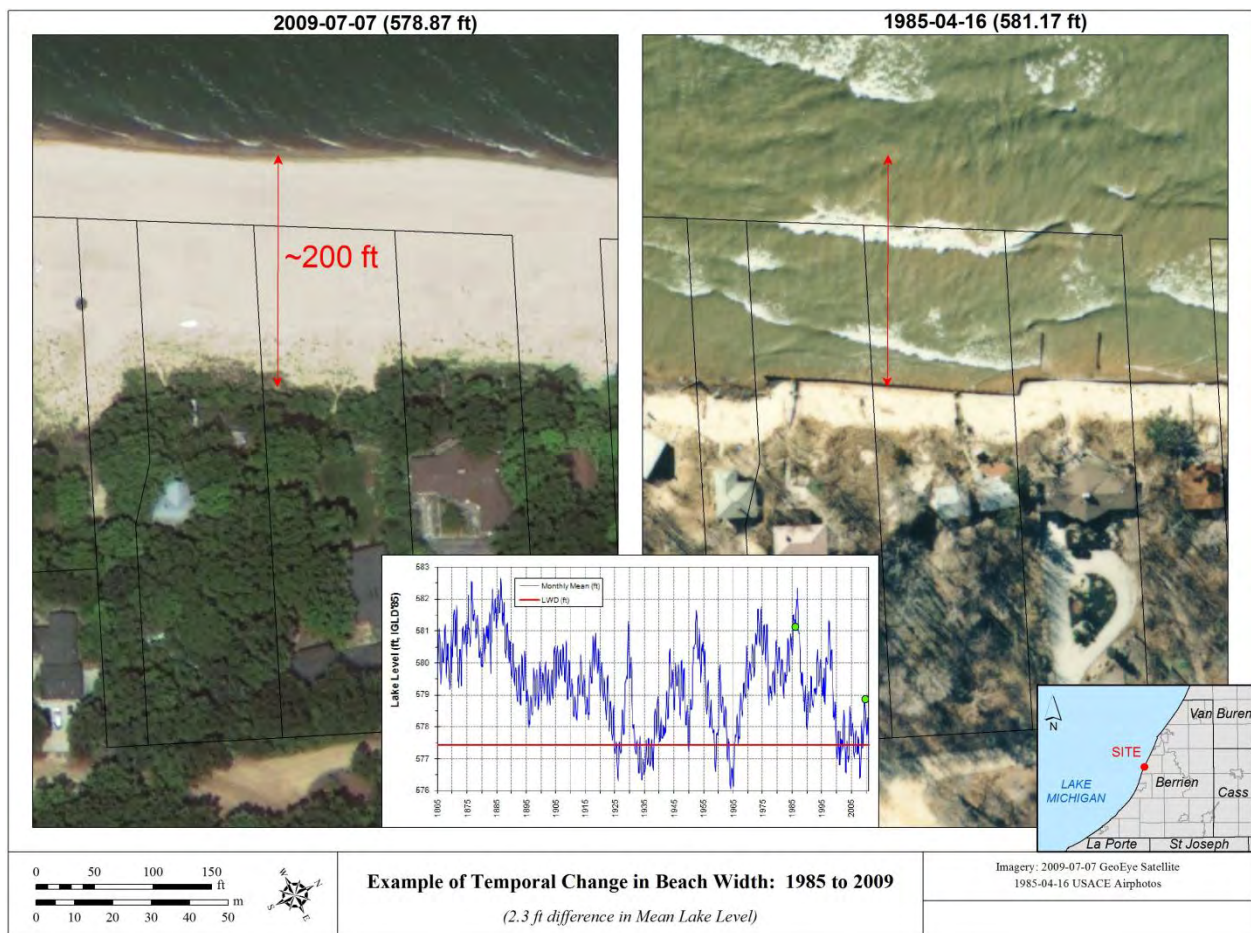 2009-07-07 (578.87 ft)
1985-04-16 (581.17 ft)
~200 ft
583
582
581
580
579
578
577
576
Lake Level (ft, IGLD'85)
Monthly Mean (ft)
LWD (ft)
1865
1875
1885
1895
1905
1915
1925
1935
1945
1955
1965
1975
1985
1995
2005
N
Van Buren
SITE
LAKE
MICHIGAN
Berrien
Cass
La Porte
St Joseph
0 50 100 150
ft
0 10 20 30 40 50
m
W
N
S
E
Example of Temporal Change in Beach Width: 1985 to 2009
(2.3 ft difference in Mean Lake Level)
Imagery: 2009-07-07 GeoEye Satellite
1985-04-16 USACE Airphotos